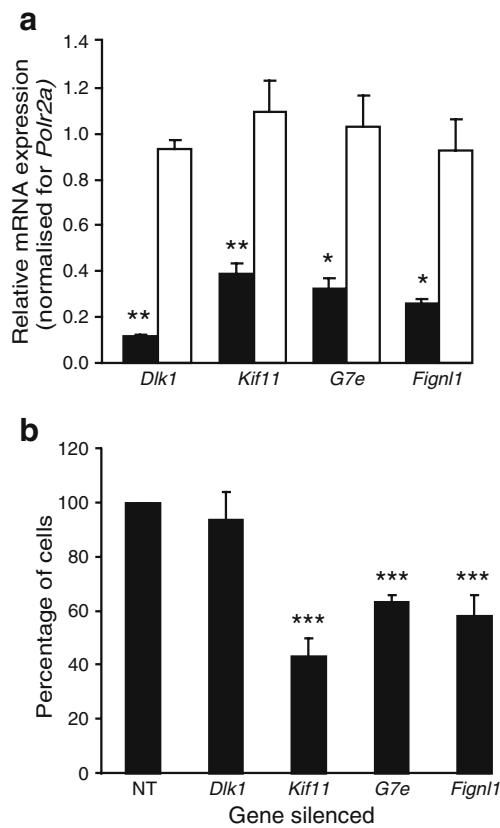 a
Relative mRNA expression
(normalised for Polr2a)
1.4
1.2
1.0
0.8
0.6
0.4
0.2
0.0
**
**
*
*
Dlk1 Kif11 G7e Fignl1
b
Percentage of cells
120
100
80
60
40
20
0
***
***
***
NT Dlk1 Kif11 G7e Fignl1
Gene silenced